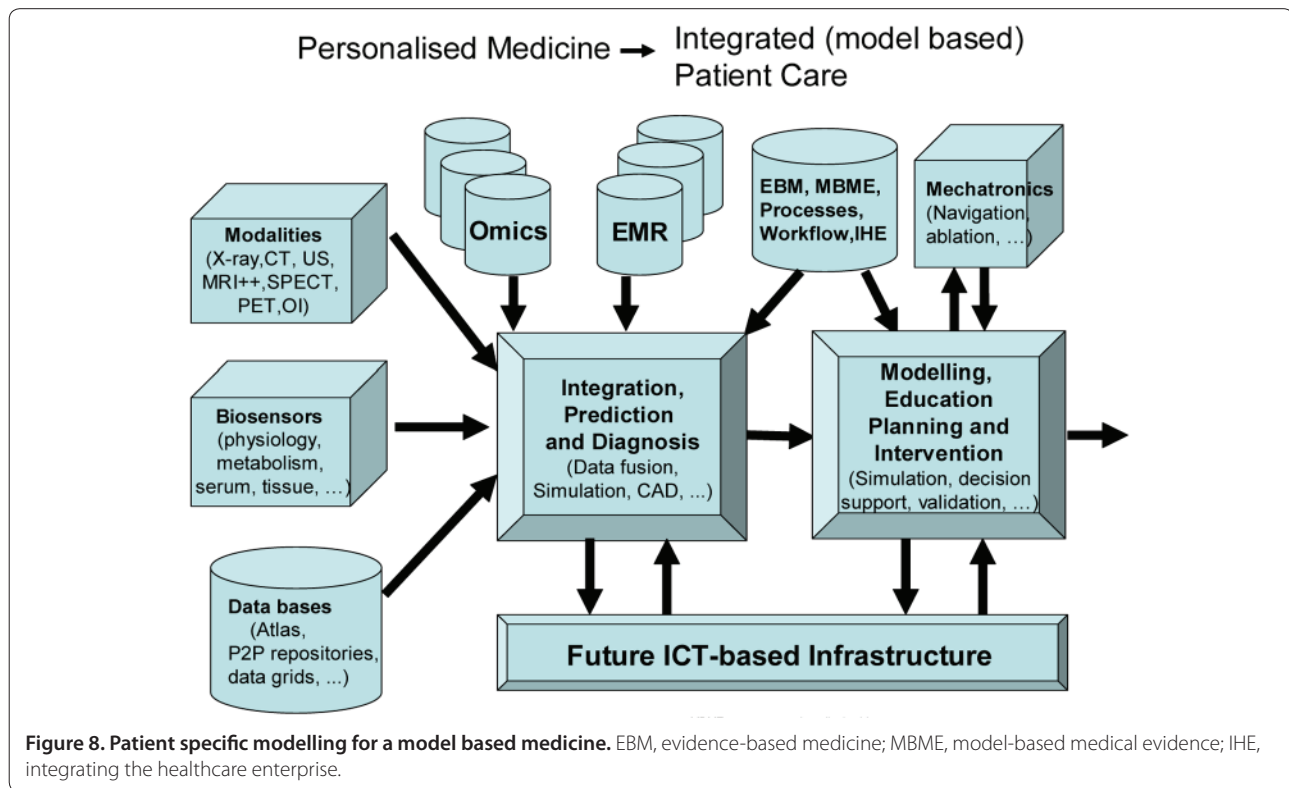 Personalised Medicine
Integrated (model based)
Patient Care
Omics
EMR
EBM, MBME,
Processes,
Workflow,IHE
Mechatronics
(Navigation,
ablation, …)
Modalities
(X-ray,CT, US,
MRI++,SPECT,
PET,OI)
Biosensors
(physiology,
metabolism,
serum, tissue, …)
Data bases
(Atlas,
P2P repositories,
data grids, ...)
Integration,
Prediction
and Diagnosis
(Data fusion,
Simulation, CAD, ...)
Modelling,
Education
Planning and
Intervention
(Simulation, decision
support, validation, …)
Future ICT-based Infrastructure
Figure 8. Patient specific modelling for a model based medicine. EBM, evidence-based medicine; MBME, model-based medical evidence; IHE,
integrating the healthcare enterprise.